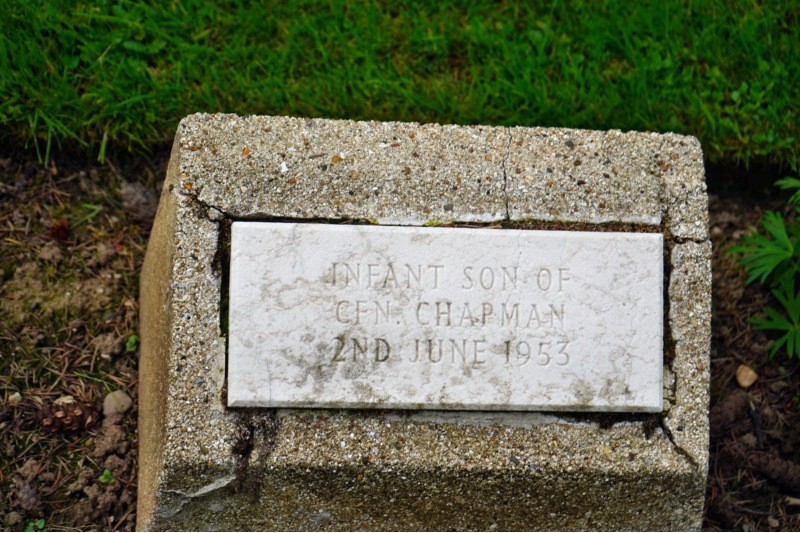 INFANT SON OF
CFN. CHAPMAN
2ND JUNE 1953